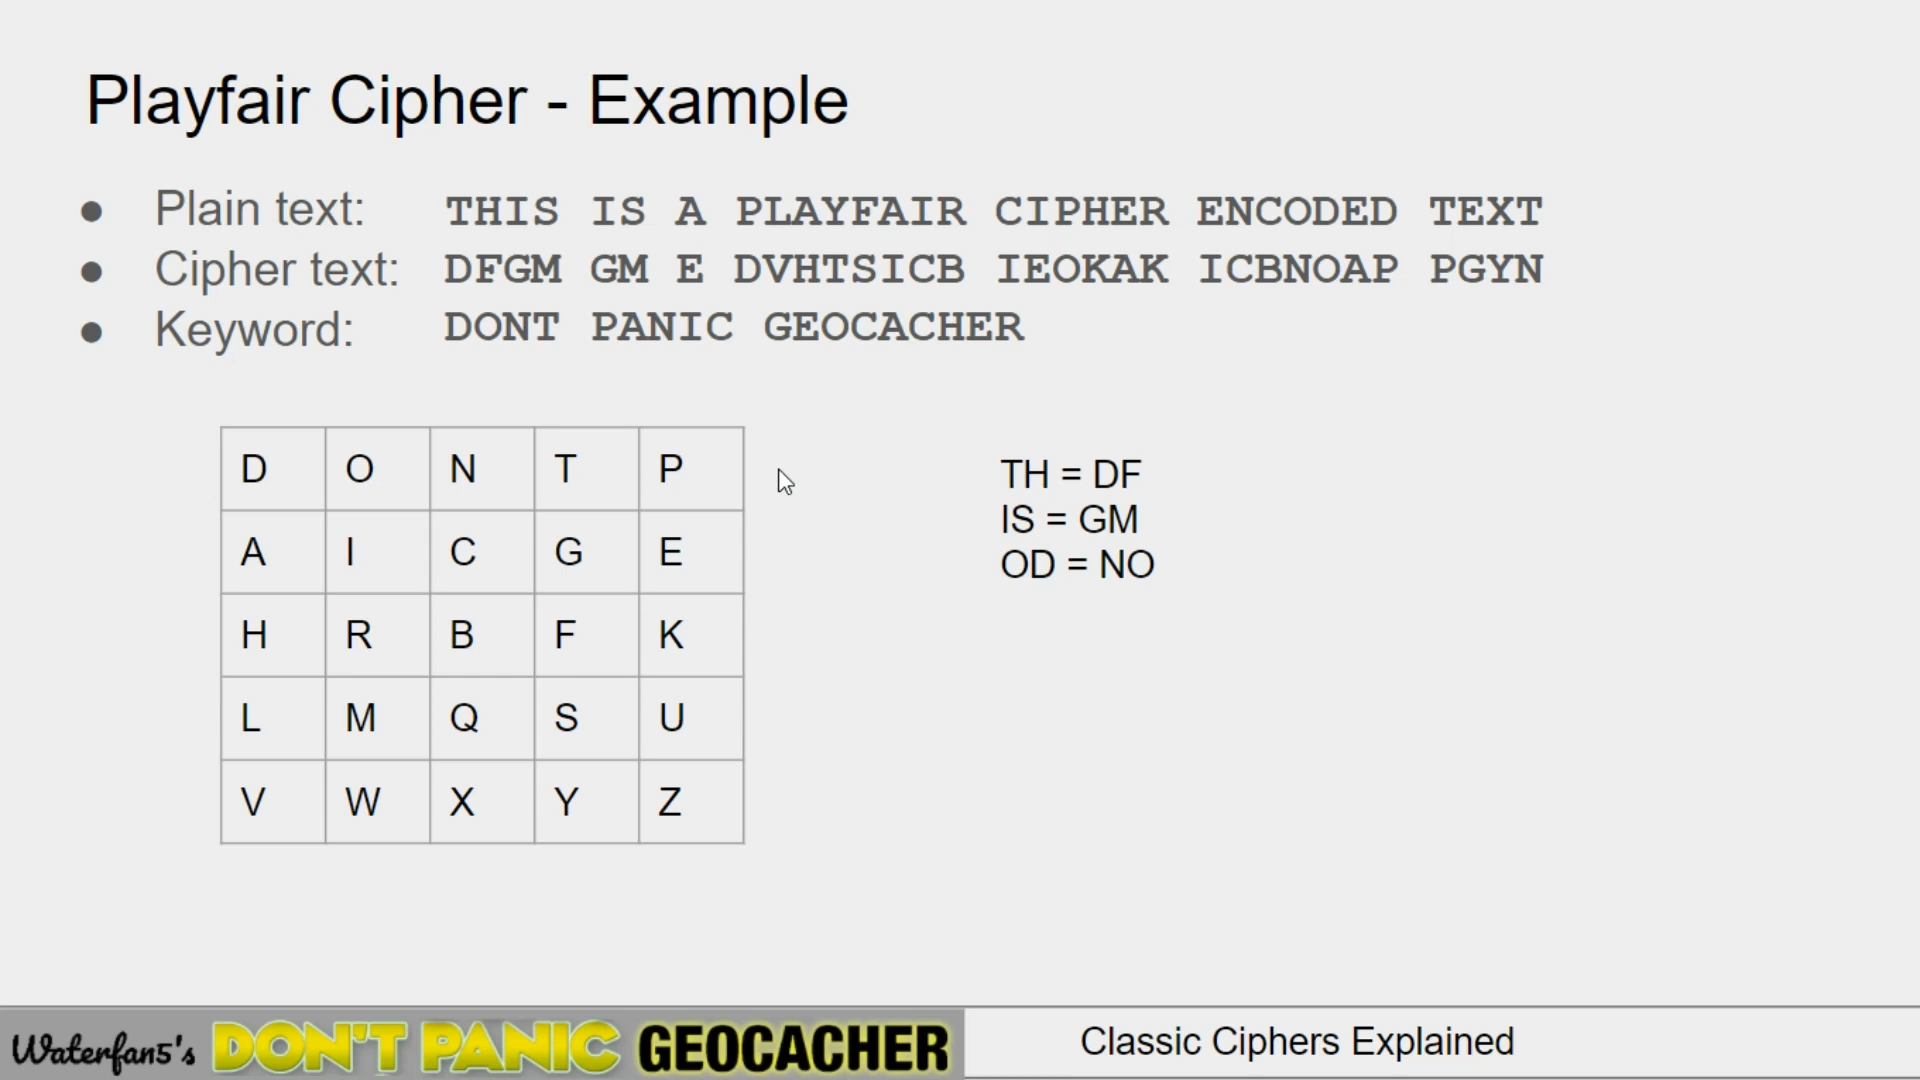 Playfair Cipher - Example
● Plain text: THIS IS A PLAYFAIR CIPHER ENCODED TEXT
● Cipher text: DFGM GM E DVHTSICB IEOKAK ICBNOAP PGYN
● Keyword: DONT PANIC GEOCACHER
D O N T P
A I C G E
H R B F K
L M Q S U
V W X Y Z
TH = DF
IS = GM
OD = NO
Waterfan5's DON'T PANIC GEOCACHER
Classic Ciphers Explained